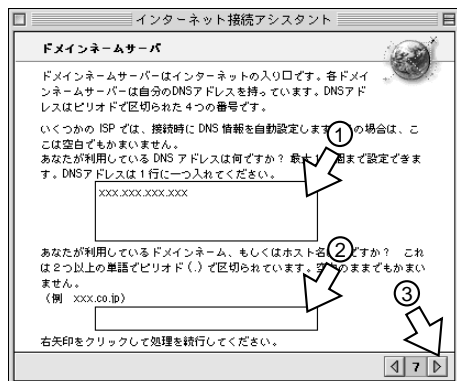 インターネット接続アシスタント
ドメインネームサーバ
ドメインネームサーバーはインターネットの入り口です。各ドメイ
ンネームサーバーは自分のDNSアドレスを持っています。DNSアド
レスはピリオドで区切られた４つの番号です。
いくつかの ISP では、接続時に DNS 情報を自動設定しま の場合は、こ
こは空白でもかまいません。
あなたが利用している DNS アドレスは何ですか？ 最大 個まで設定できま
す。DNSアドレスは１行に一つ入れてください。
①
xxx.xxx.xxx.xxx
あなたが利用しているドメインネーム、もしくはホスト名 ですか？ これ
は２つ以上の単語でピリオド (.) で区切られています。 のままでもかまい
ません。
②
(例 xxx.co.jp)
③
右矢印をクリックして処理を続行してください。
7